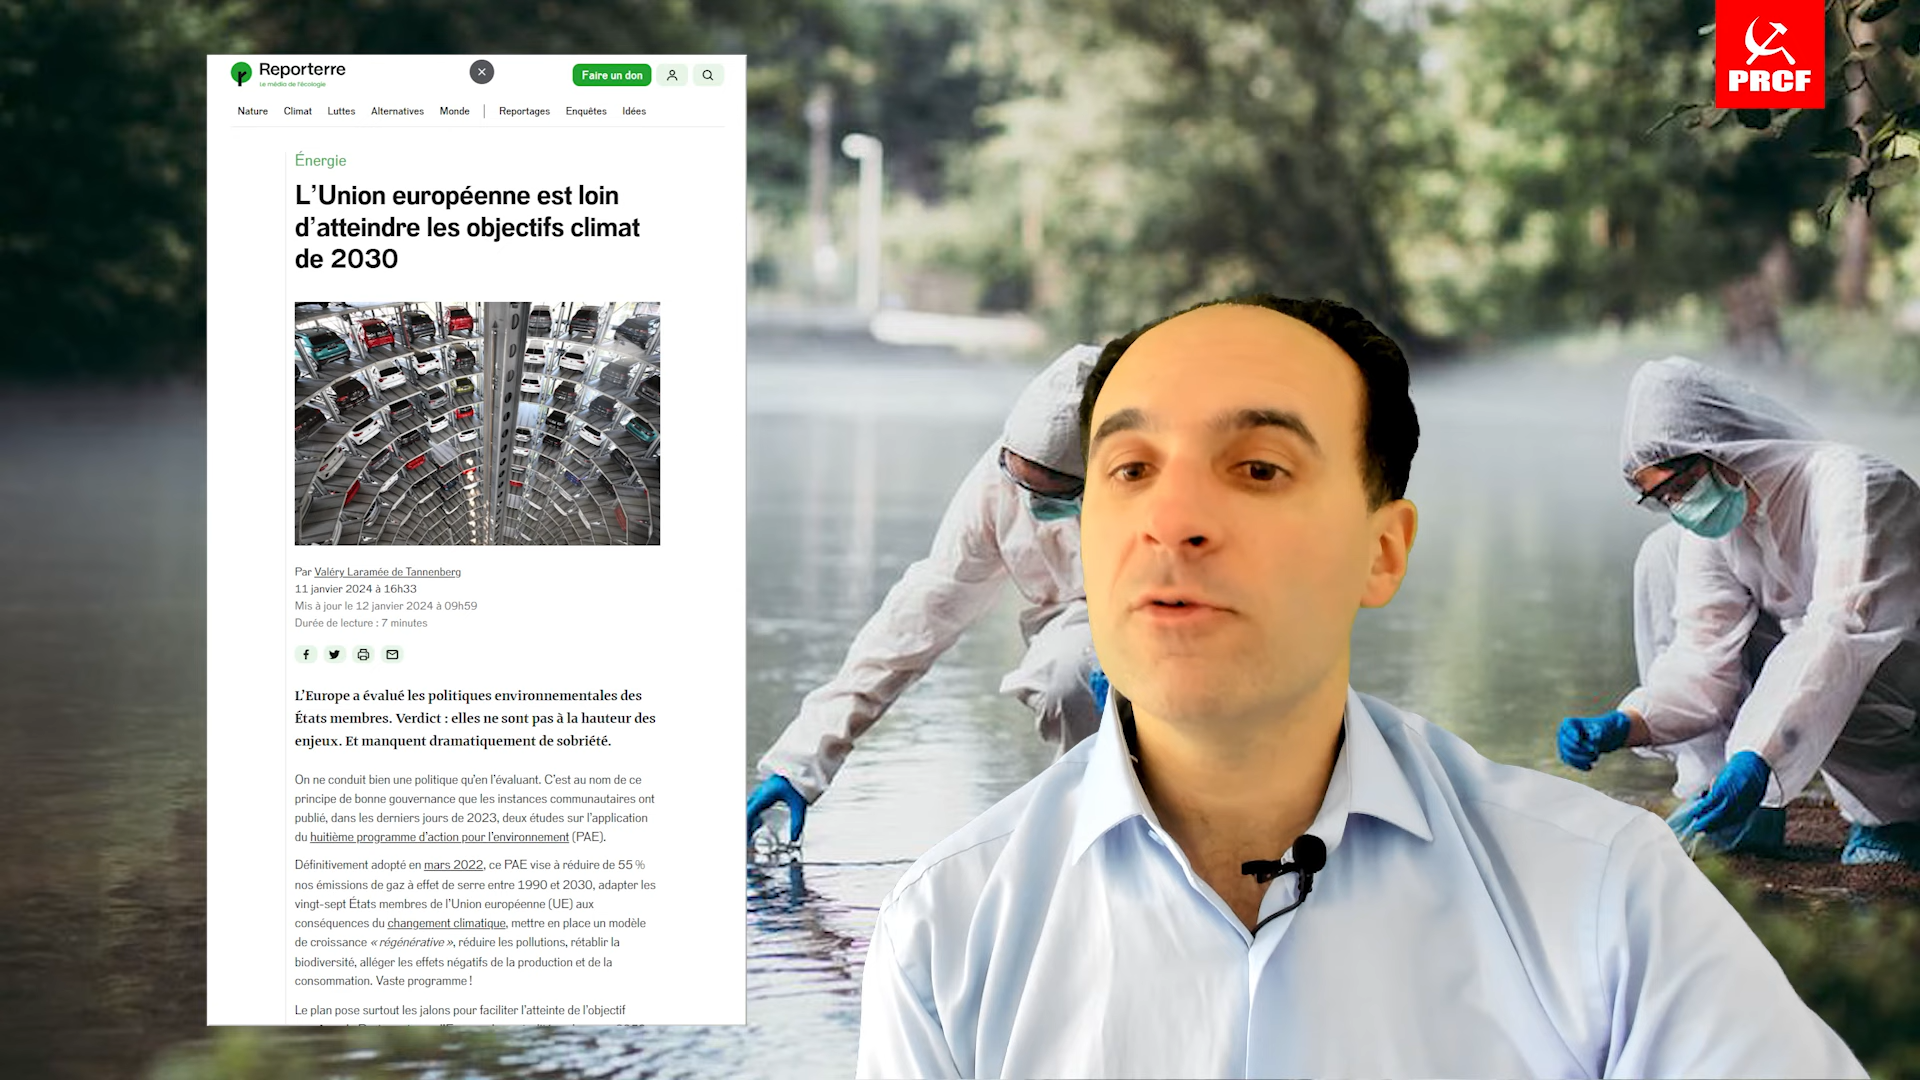 Reporterre
Le média de l'écologie
Faire un don
Nature Climat Luttes Alternatives Monde | Reportages Enquêtes Idées
Énergie
L'Union européenne est loin
d'atteindre les objectifs climat
de 2030
Par Valéry Laramée de Tannenberg
11 janvier 2024 à 16h33
Mis à jour le 12 janvier 2024 à 09h59
Durée de lecture : 7 minutes
L'Europe a évalué les politiques environnementales des
États membres. Verdict : elles ne sont pas à la hauteur des
enjeux. Et manquent dramatiquement de sobriété.
On ne conduit bien une politique qu'en l'évaluant. C'est au nom de ce
principe de bonne gouvernance que les instances communautaires ont
publié, dans les derniers jours de 2023, deux études sur l'application
du huitième programme d'action pour l'environnement (PAE).
Définitivement adopté en mars 2022, ce PAE vise à réduire de 55 %
nos émissions de gaz à effet de serre entre 1990 et 2030, adapter les
vingt-sept États membres de l'Union européenne (UE) aux
conséquences du changement climatique, mettre en place un modèle
de croissance « régénérative », réduire les pollutions, rétablir la
biodiversité, alléger les effets négatifs de la production et de la
consommation. Vaste programme !
Le plan pose surtout les jalons pour faciliter l'atteinte de l'objectif
PRCF